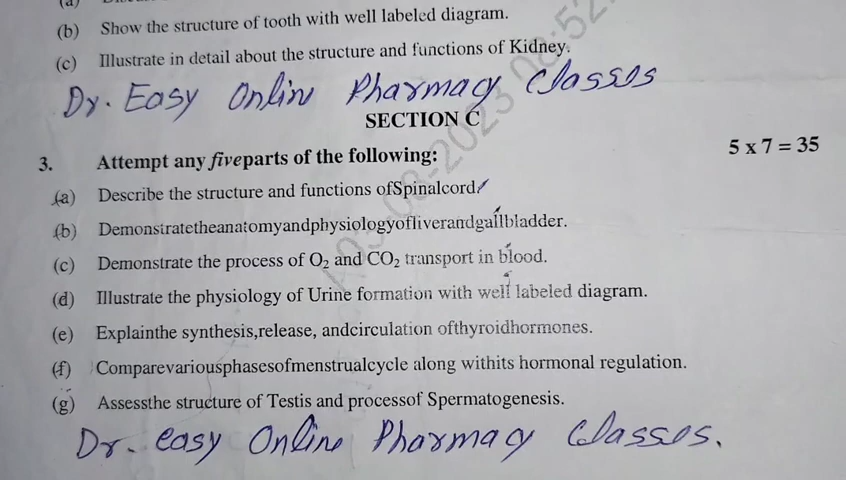 (a)
(b) Show the structure of tooth with well labeled diagram.
(c) Illustrate in detail about the structure and functions of Kidney.
Dr. Easy Online Pharmacy Classes
SECTION C
3. Attempt any fiveparts of the following: 5 x 7 = 35
(a) Describe the structure and functions ofSpinalcord.
(b) Demonstratetheanatomyandphysiologyofliverandgallbladder.
(c) Demonstrate the process of O₂ and CO₂ transport in blood.
(d) Illustrate the physiology of Urine formation with well labeled diagram.
(e) Explainthe synthesis,release, andcirculation ofthyroidhormones.
(f) Comparevariousphasesofmenstrualcycle along withits hormonal regulation.
(g) Assessthe structure of Testis and processof Spermatogenesis.
Dr. easy Online Pharmacy Classes.